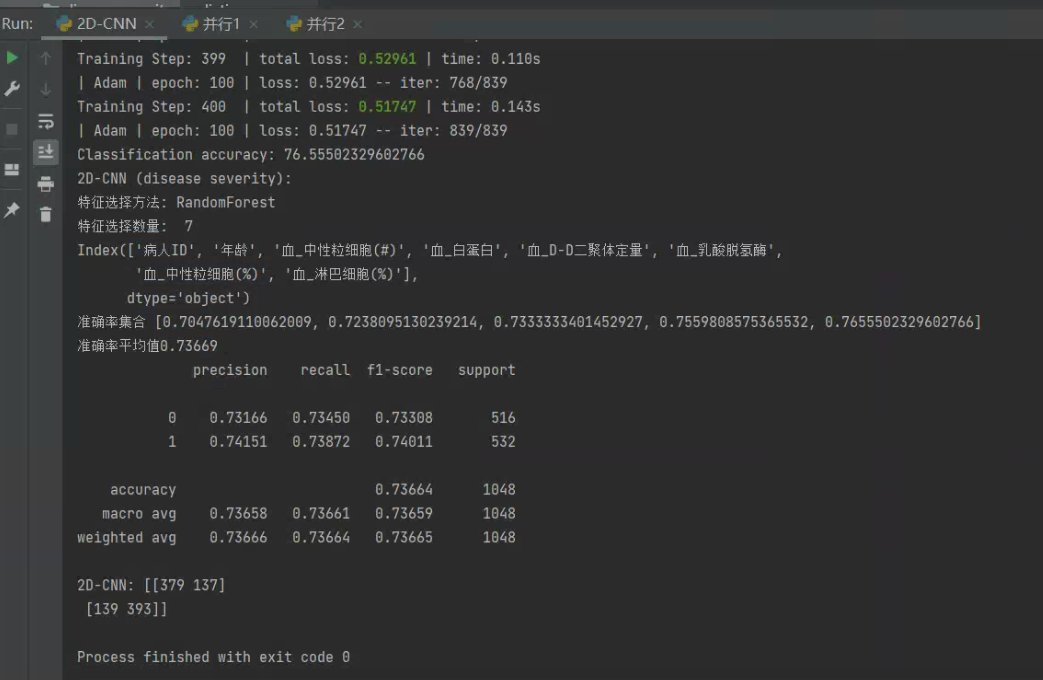 Run: 2D-CNN × 并行1 × 并行2 ×
Training Step: 399  | total loss: 0.52961 | time: 0.110s
| Adam | epoch: 100 | loss: 0.52961 -- iter: 768/839
Training Step: 400  | total loss: 0.51747 | time: 0.143s
| Adam | epoch: 100 | loss: 0.51747 -- iter: 839/839
Classification accuracy: 76.55502329602766
2D-CNN (disease severity):
特征选择方法: RandomForest
特征选择数量:  7
Index(['病人ID', '年龄', '血_中性粒细胞(#)', '血_白蛋白', '血_D-D二聚体定量', '血_乳酸脱氢酶',
'血_中性粒细胞(%)', '血_淋巴细胞(%)'],
dtype='object')
准确率集合 [0.7047619110062009, 0.7238095130239214, 0.7333333401452927, 0.7559808575365532, 0.7655502329602766]
准确率平均值0.73669
precision recall f1-score support
0 0.73166 0.73450 0.73308 516
1 0.74151 0.73872 0.74011 532
accuracy 0.73664 1048
macro avg 0.73658 0.73661 0.73659 1048
weighted avg 0.73666 0.73664 0.73665 1048
2D-CNN: [[379 137]
[139 393]]
Process finished with exit code 0